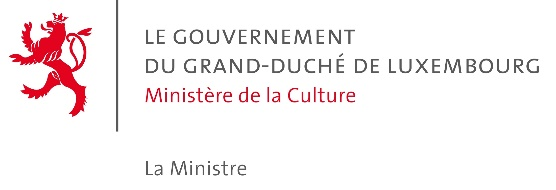 LE GOUVERNEMENT
DU GRAND-DUCHÉ DE LUXEMBOURG
Ministère de la Culture
La Ministre